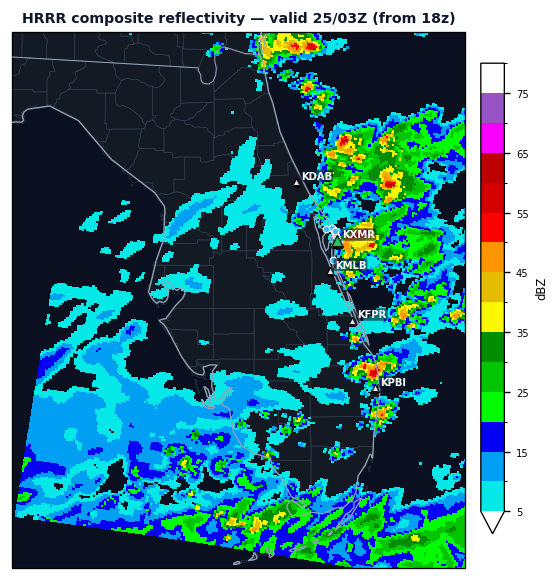 HRRR composite reflectivity — valid 25/03Z (from 18z)
75
65
KDAB
55
KXMR
KMLB
45
dBZ
KFPR
35
KPBI
25
15
5